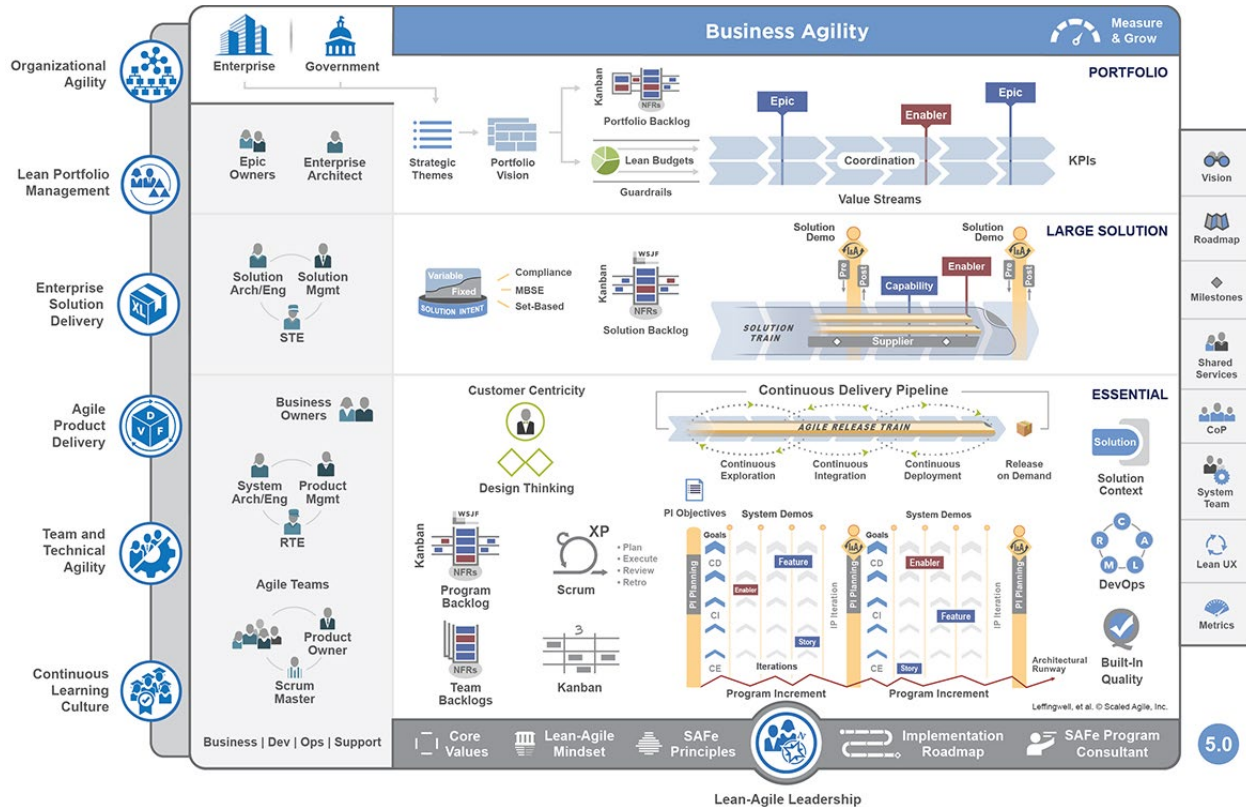 Organizational
Agility
Lean Portfolio
Management
Enterprise
Solution
Delivery
Agile
Product
Delivery
D
V
F
XL
Team and
Technical
Agility
Continuous
Learning
Culture
Enterprise
Government
Business Agility
Measure
& Grow
PORTFOLIO
Epic
Owners
Enterprise
Architect
Strategic
Themes
Portfolio
Vision
Kanban
NFRs
Portfolio Backlog
Lean Budgets
Guardrails
Epic
Enabler
Epic
Coordination
KPIs
Value Streams
LARGE SOLUTION
Solution
Arch/Eng
Solution
Mgmt
STE
Variable
Fixed
SOLUTION INTENT
Compliance
MBSE
Set-Based
WSJF
Kanban
NFRs
Solution Backlog
Solution
Demo
I&A
Pre
Post
Capability
Enabler
Solution
Demo
I&A
Pre
Post
SOLUTION
TRAIN
Supplier
ESSENTIAL
Business
Owners
System
Arch/Eng
Product
Mgmt
RTE
Agile Teams
Product
Owner
Scrum
Master
Business | Dev | Ops | Support
Customer Centricity
Design Thinking
WSJF
Kanban
NFRs
Program
Backlog
XP
• Plan
• Execute
• Review
• Retro
Scrum
NFRs
Team
Backlogs
3
Kanban
Continuous Delivery Pipeline
AGILE RELEASE TRAIN
Continuous
Exploration
Continuous
Integration
Continuous
Deployment
Release
on Demand
PI Objectives
System Demos
System Demos
PI Planning
Goals
CD
CI
CE
Enabler
Feature
Story
Iterations
IP Iteration
I&A
PI Planning
Goals
CD
CI
CE
Enabler
Feature
Story
IP Iteration
I&A
PI Planning
Program Increment
Program Increment
Architectural
Runway
Solution
Solution
Context
C
R
A
M
L
DevOps
Built-In
Quality
Leffingwell, et al. © Scaled Agile, Inc.
Core
Values
Lean-Agile
Mindset
SAFe
Principles
N
Implementation
Roadmap
SAFe Program
Consultant
Lean-Agile Leadership
Vision
Roadmap
Milestones
Shared
Services
CoP
System
Team
Lean UX
Metrics
5.0